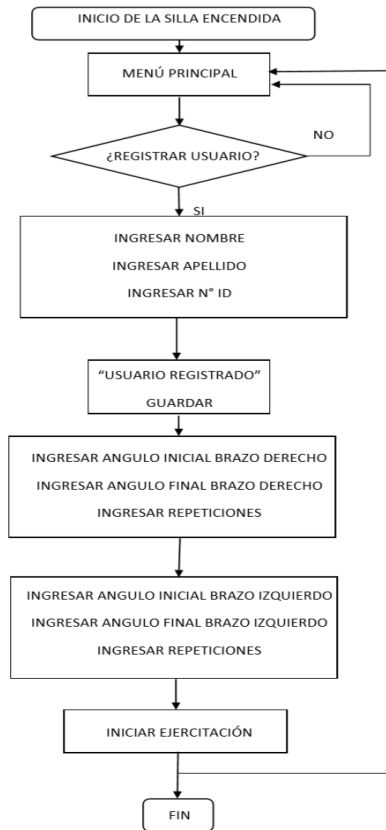 INICIO DE LA SILLA ENCENDIDA
MENÚ PRINCIPAL
NO
¿REGISTRAR USUARIO?
SI
INGRESAR NOMBRE
INGRESAR APELLIDO
INGRESAR N° ID
“USUARIO REGISTRADO”
GUARDAR
INGRESAR ANGULO INICIAL BRAZO DERECHO
INGRESAR ANGULO FINAL BRAZO DERECHO
INGRESAR REPETICIONES
INGRESAR ANGULO INICIAL BRAZO IZQUIERDO
INGRESAR ANGULO FINAL BRAZO IZQUIERDO
INGRESAR REPETICIONES
INICIAR EJERCITACIÓN
FIN